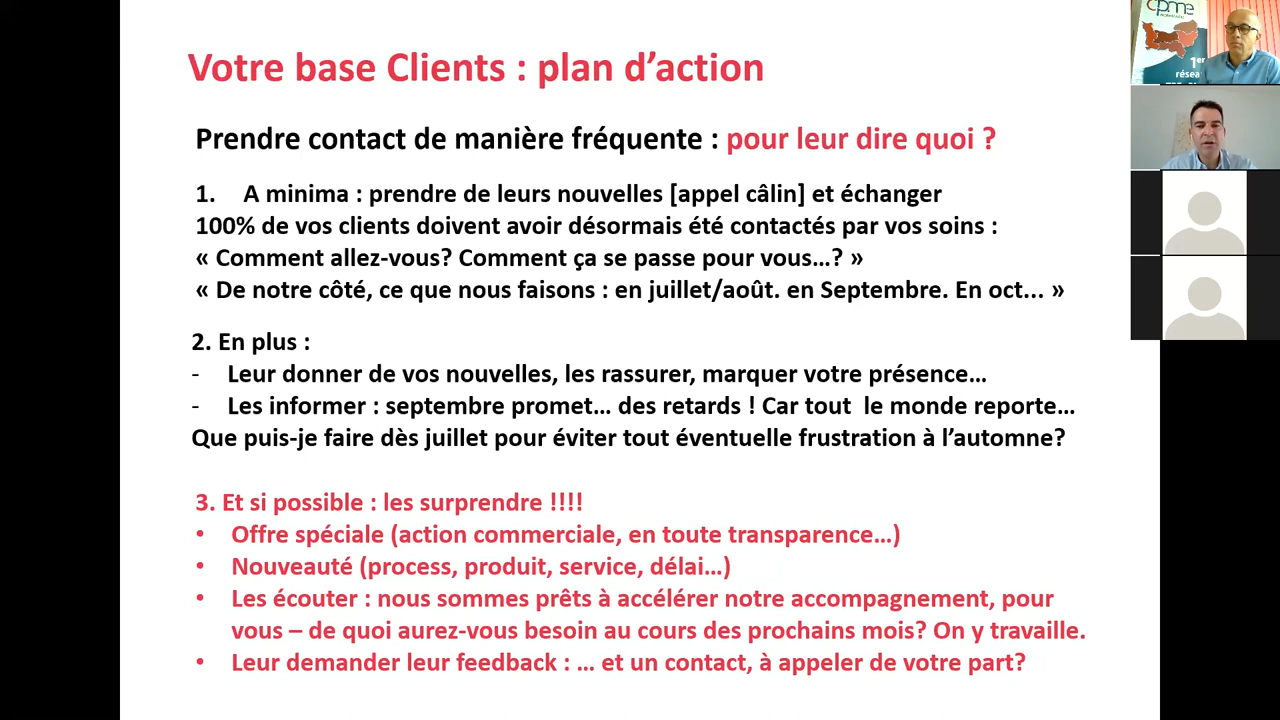 Votre base Clients : plan d’action
Prendre contact de manière fréquente : pour leur dire quoi ?
1. A minima : prendre de leurs nouvelles [appel câlin] et échanger
100% de vos clients doivent avoir désormais été contactés par vos soins :
« Comment allez-vous? Comment ça se passe pour vous…? »
« De notre côté, ce que nous faisons : en juillet/août. en Septembre. En oct... »
2. En plus :
- Leur donner de vos nouvelles, les rassurer, marquer votre présence…
- Les informer : septembre promet… des retards ! Car tout le monde reporte…
Que puis-je faire dès juillet pour éviter tout éventuelle frustration à l’automne?
3. Et si possible : les surprendre !!!!
• Offre spéciale (action commerciale, en toute transparence…)
• Nouveauté (process, produit, service, délai…)
• Les écouter : nous sommes prêts à accélérer notre accompagnement, pour
vous – de quoi aurez-vous besoin au cours des prochains mois? On y travaille.
• Leur demander leur feedback : … et un contact, à appeler de votre part?
cpme
1er